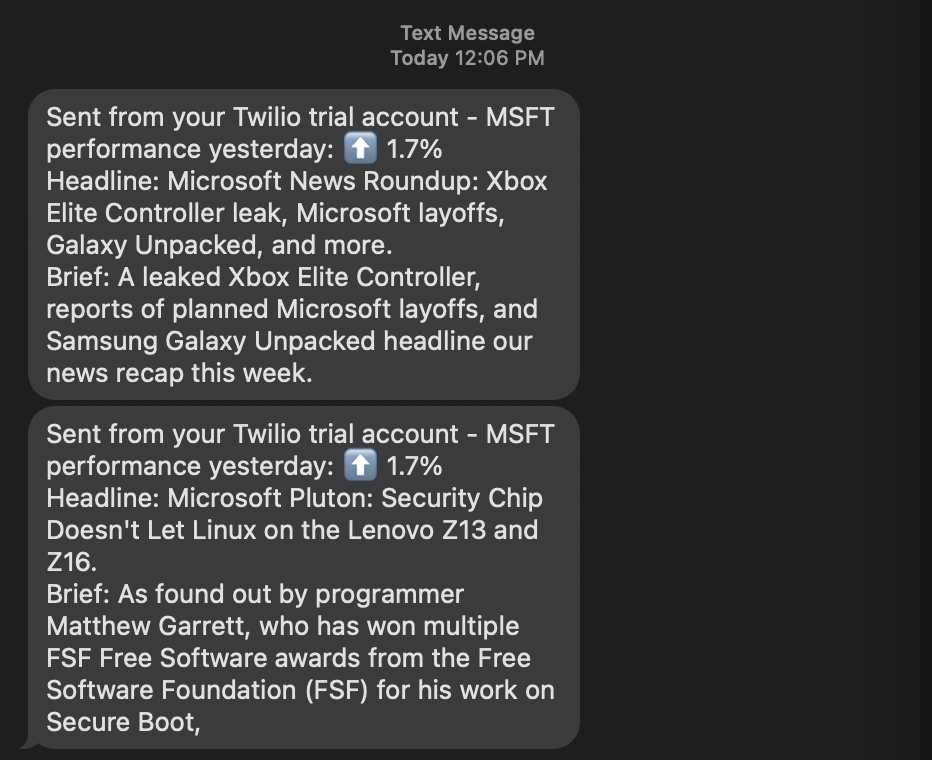 Text Message
Today 12:06 PM
Sent from your Twilio trial account - MSFT
performance yesterday: ⬆️ 1.7%
Headline: Microsoft News Roundup: Xbox
Elite Controller leak, Microsoft layoffs,
Galaxy Unpacked, and more.
Brief: A leaked Xbox Elite Controller,
reports of planned Microsoft layoffs, and
Samsung Galaxy Unpacked headline our
news recap this week.
Sent from your Twilio trial account - MSFT
performance yesterday: ⬆️ 1.7%
Headline: Microsoft Pluton: Security Chip
Doesn't Let Linux on the Lenovo Z13 and
Z16.
Brief: As found out by programmer
Matthew Garrett, who has won multiple
FSF Free Software awards from the Free
Software Foundation (FSF) for his work on
Secure Boot,